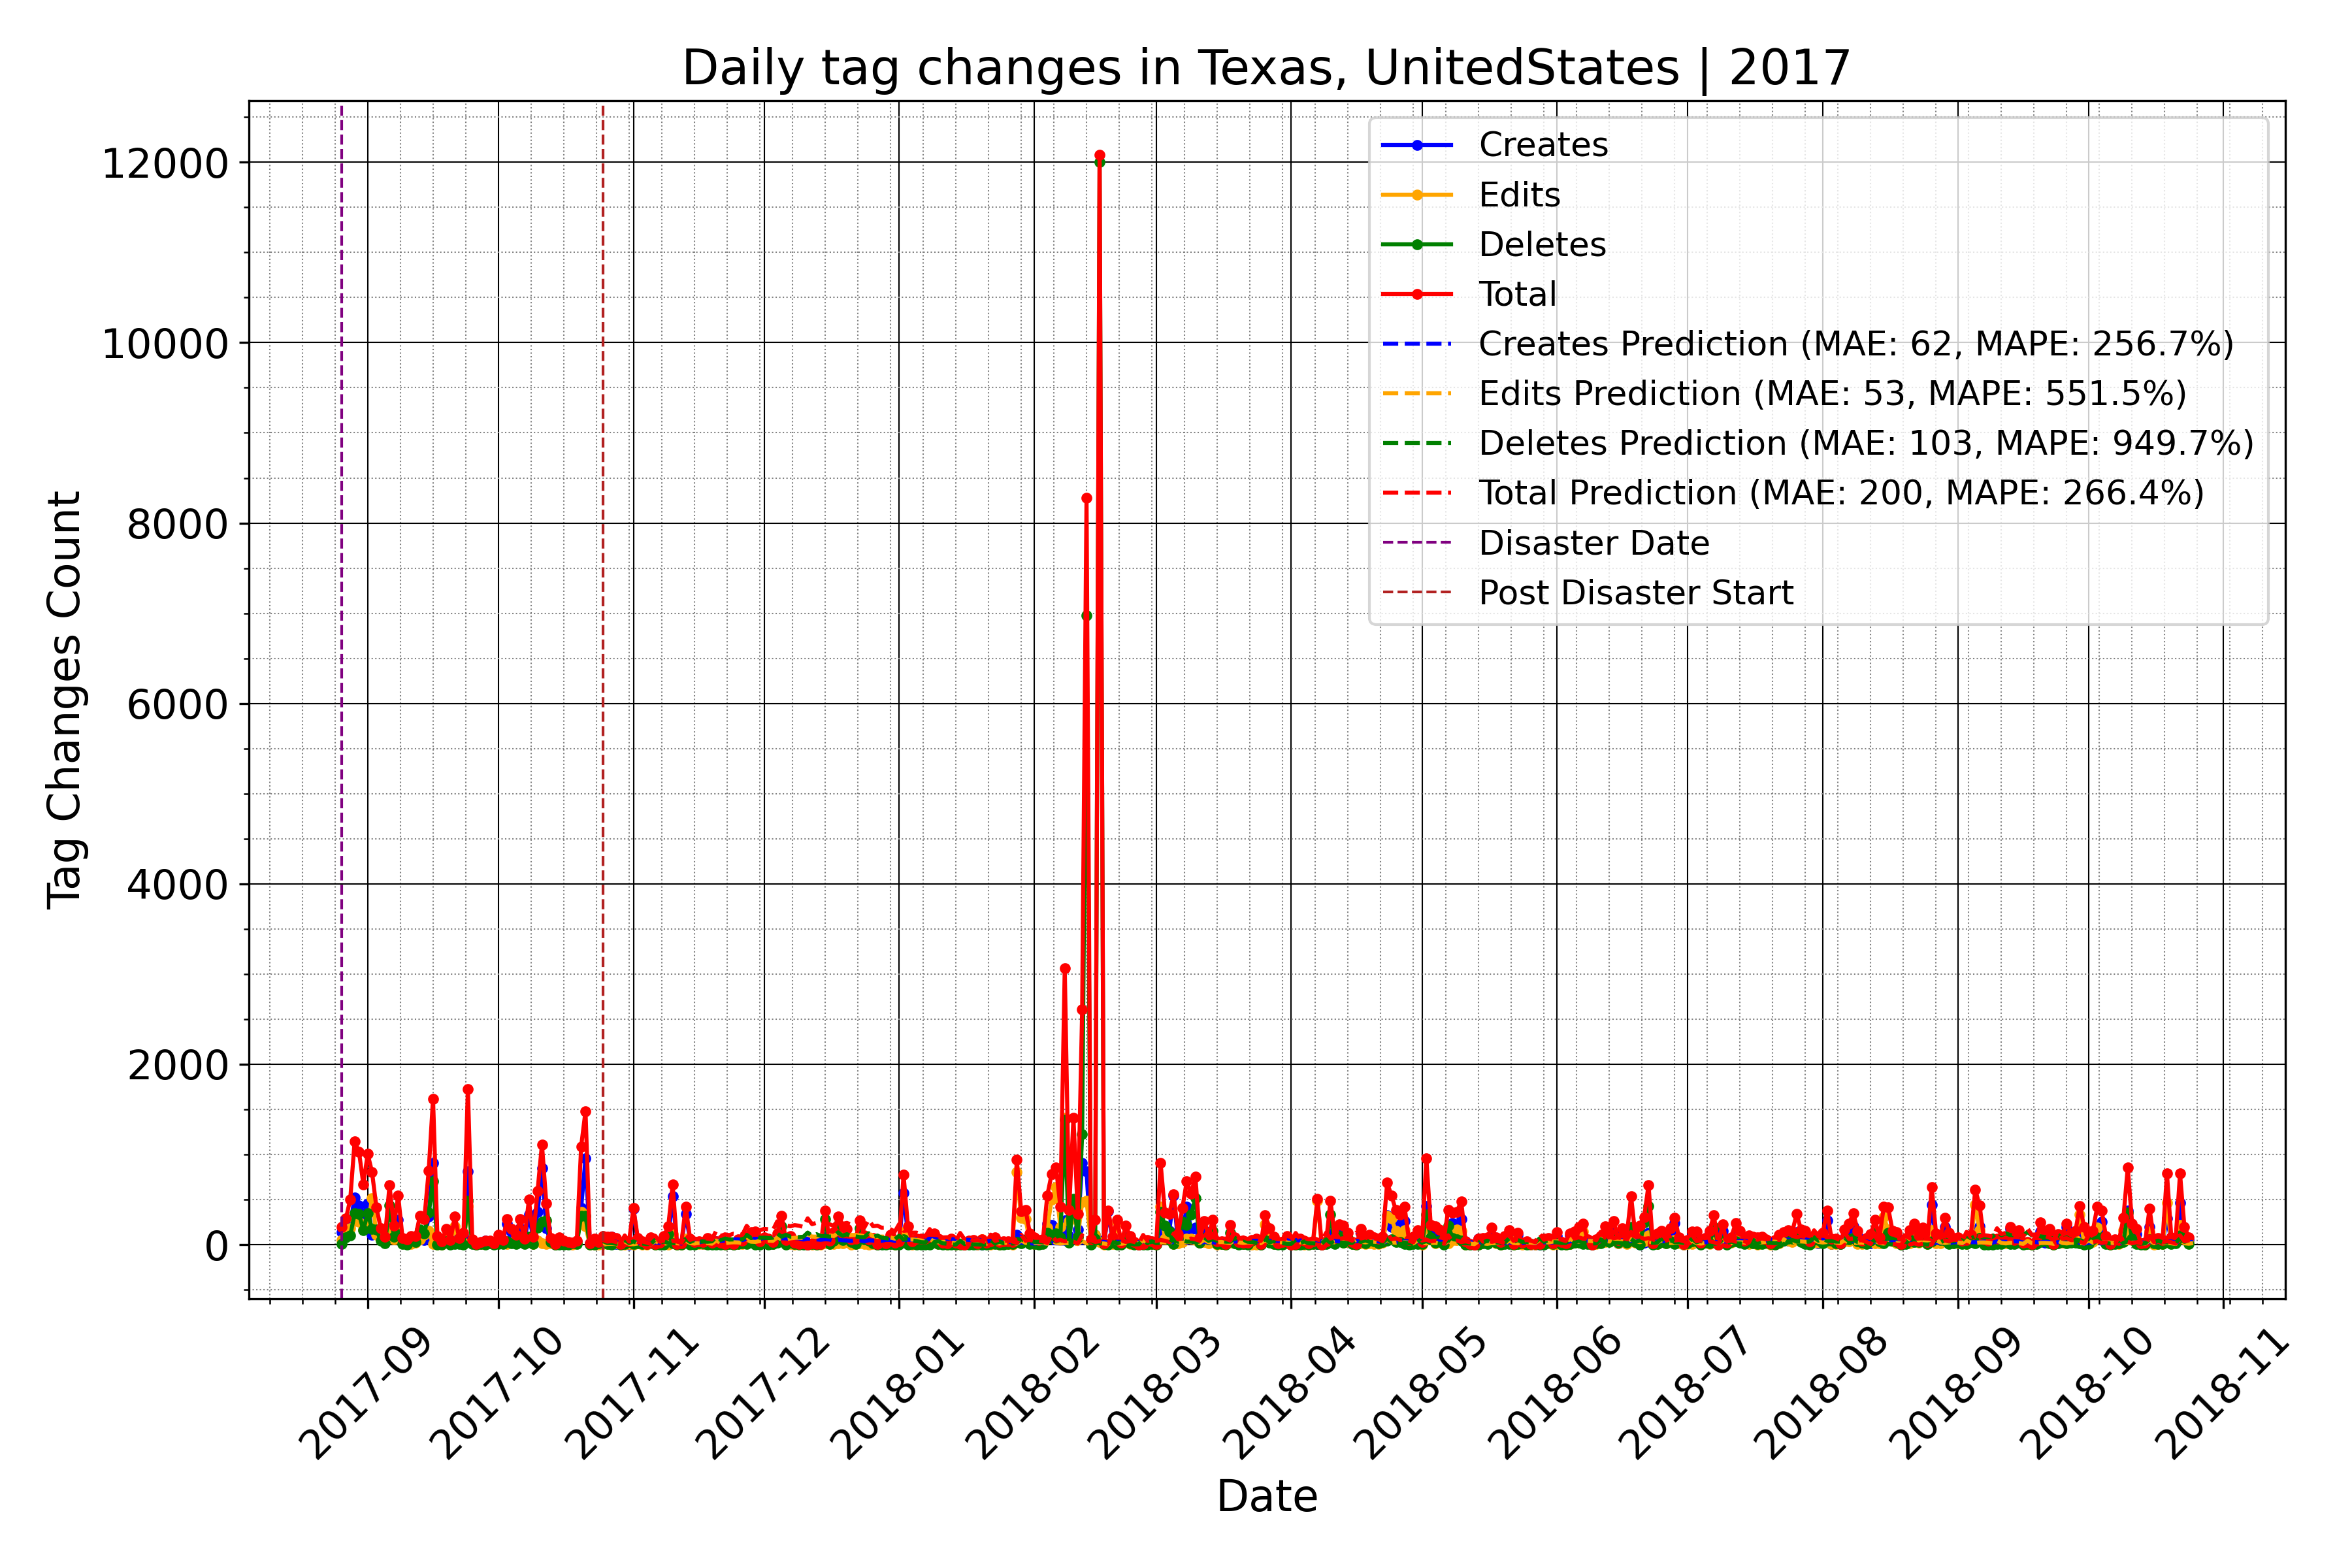 Daily tag changes in Texas, UnitedStates | 2017
Tag Changes Count
12000
10000
8000
6000
4000
2000
0
Creates
Edits
Deletes
Total
Creates Prediction (MAE: 62, MAPE: 256.7%)
Edits Prediction (MAE: 53, MAPE: 551.5%)
Deletes Prediction (MAE: 103, MAPE: 949.7%)
Total Prediction (MAE: 200, MAPE: 266.4%)
Disaster Date
Post Disaster Start
2017-09
2017-10
2017-11
2017-12
2018-01
2018-02
2018-03
2018-04
2018-05
2018-06
2018-07
2018-08
2018-09
2018-10
2018-11
Date